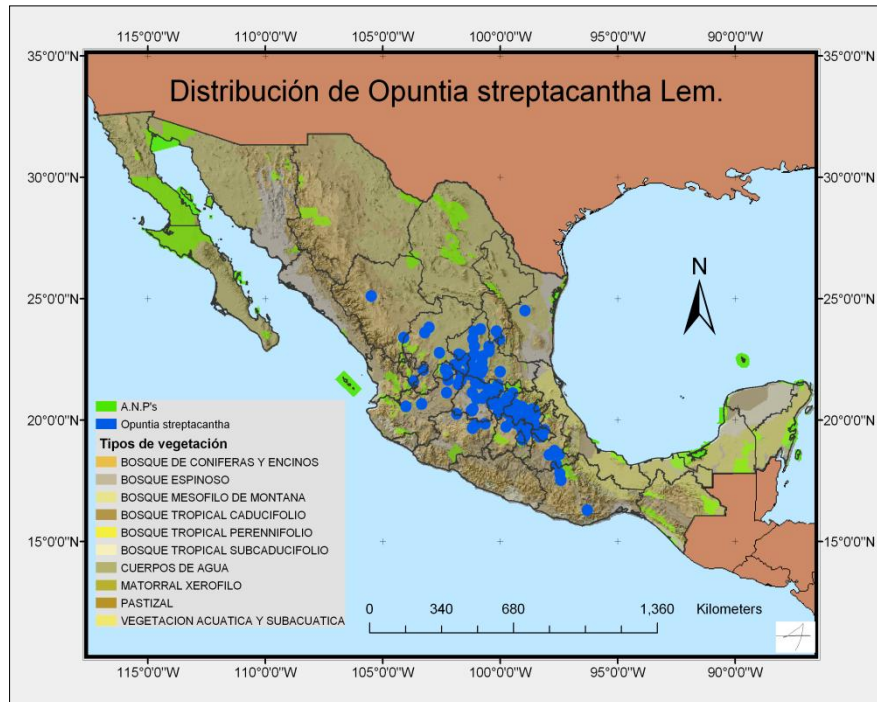 115°0'0"W 110°0'0"W 105°0'0"W 100°0'0"W 95°0'0"W 90°0'0"W
35°0'0"N 35°0'0"N
Distribución de Opuntia streptacantha Lem.
30°0'0"N 30°0'0"N
N
25°0'0"N 25°0'0"N
20°0'0"N 20°0'0"N
15°0'0"N 15°0'0"N
A.N.P's
Opuntia streptacantha
Tipos de vegetación
BOSQUE DE CONIFERAS Y ENCINOS
BOSQUE ESPINOSO
BOSQUE MESOFILO DE MONTANA
BOSQUE TROPICAL CADUCIFOLIO
BOSQUE TROPICAL PERENNIFOLIO
BOSQUE TROPICAL SUBCADUCIFOLIO
CUERPOS DE AGUA
MATORRAL XEROFILO
PASTIZAL
VEGETACION ACUATICA Y SUBACUATICA
0 340 680 1,360 Kilometers
115°0'0"W 110°0'0"W 105°0'0"W 100°0'0"W 95°0'0"W 90°0'0"W